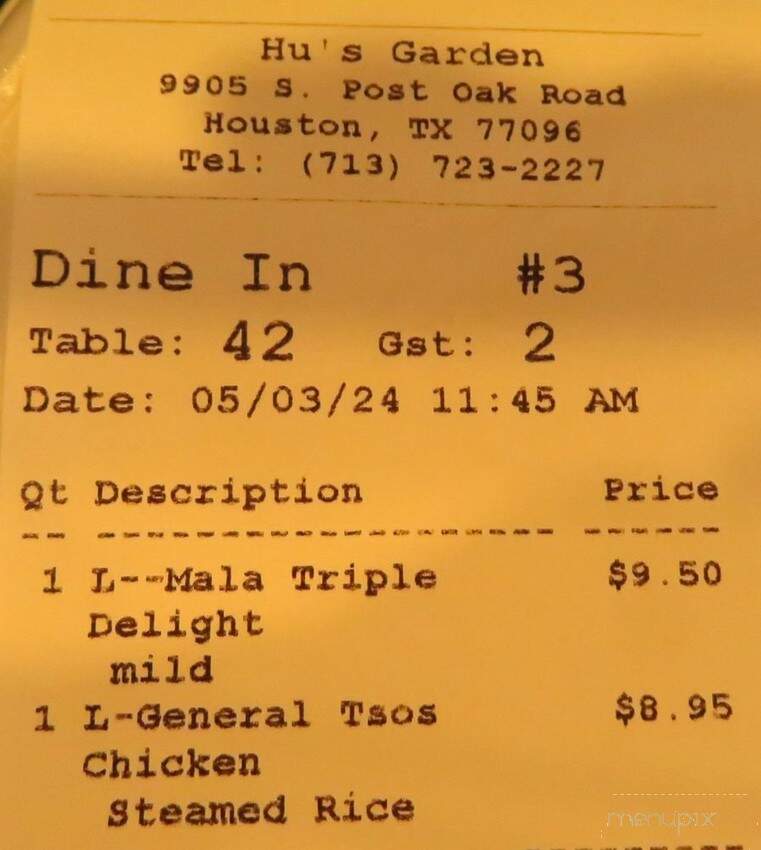 Hu's Garden
9905 S. Post Oak Road
Houston, TX 77096
Tel: (713) 723-2227
Dine In #3
Table: 42 Gst: 2
Date: 05/03/24 11:45 AM
Qt Description Price
-- ------------------- ------
1 L--Mala Triple $9.50
Delight
mild
1 L-General Tsos $8.95
Chicken
Steamed Rice
menupix